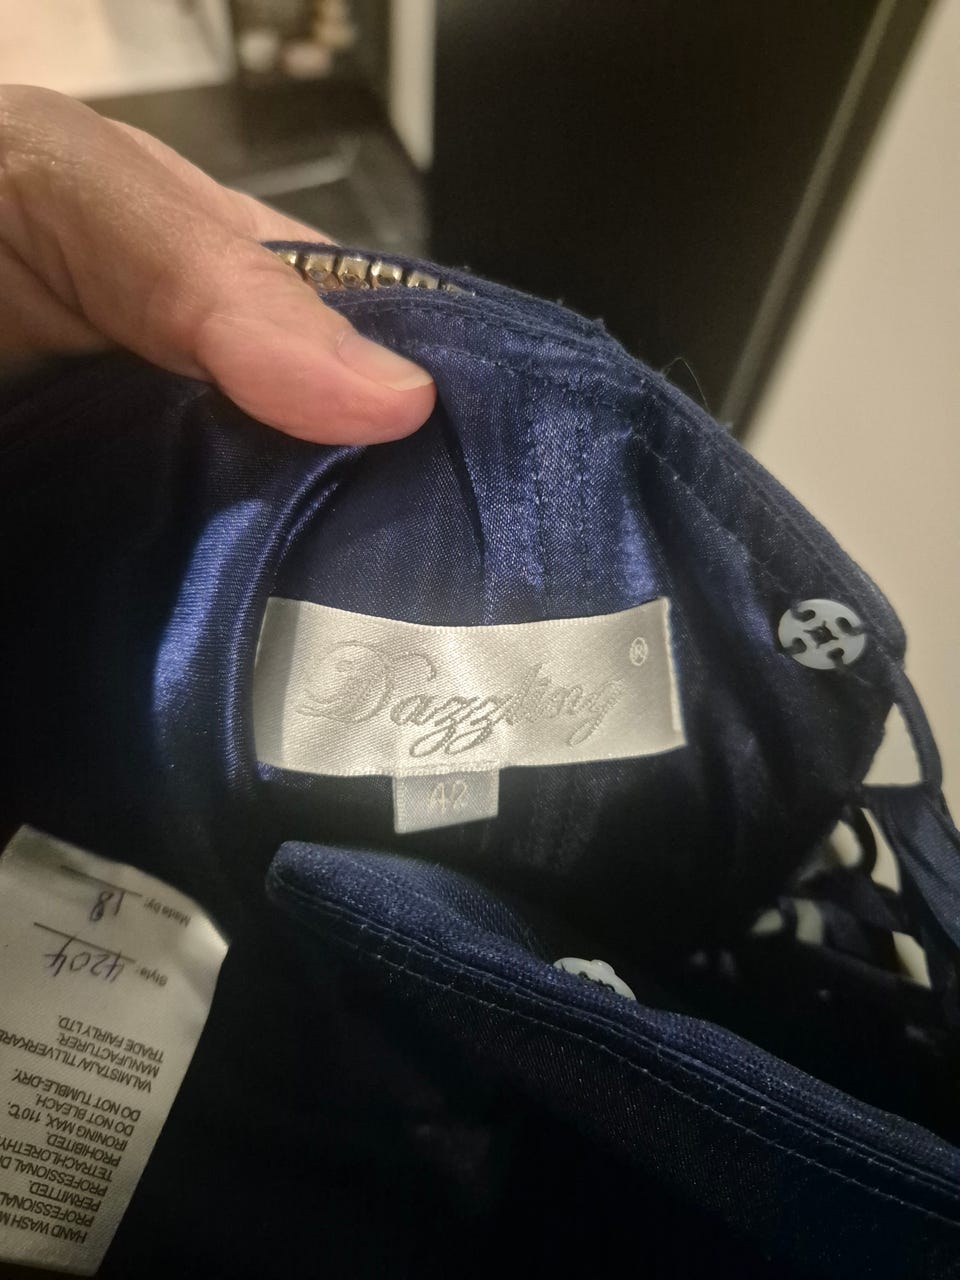 Dazzling ®
42
Made by: 18
Style: 4204
HAND WASH
PROFESSIONAL
PERMITTED.
PROFESSIONAL
TETRACHLORETHY
PROHIBITED.
IRONING MAX. 110°C.
DO NOT BLEACH.
DO NOT TUMBLE-DRY.
VALMISTAJA/TILLVERKARE
MANUFACTURER:
TRADE FAIRLY LTD.